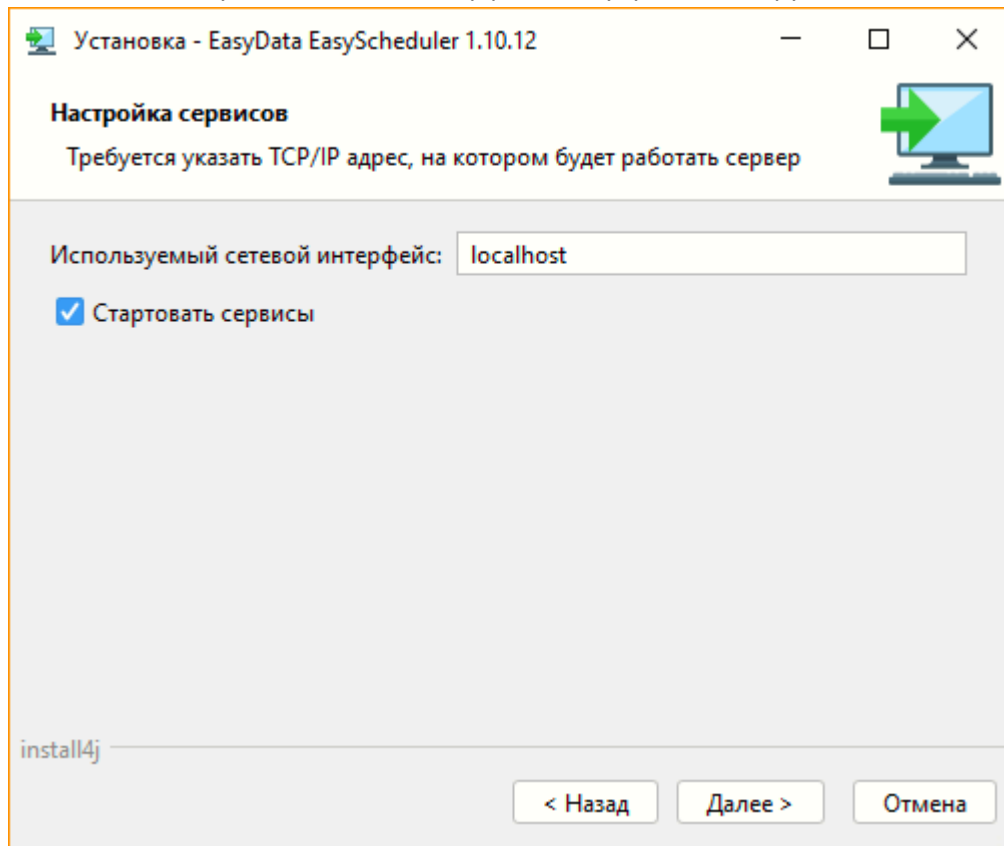 Установка - EasyData EasyScheduler 1.10.12
Настройка сервисов
Требуется указать TCP/IP адрес, на котором будет работать сервер
Используемый сетевой интерфейс: localhost
Стартовать сервисы
install4j
< Назад Далее > Отмена